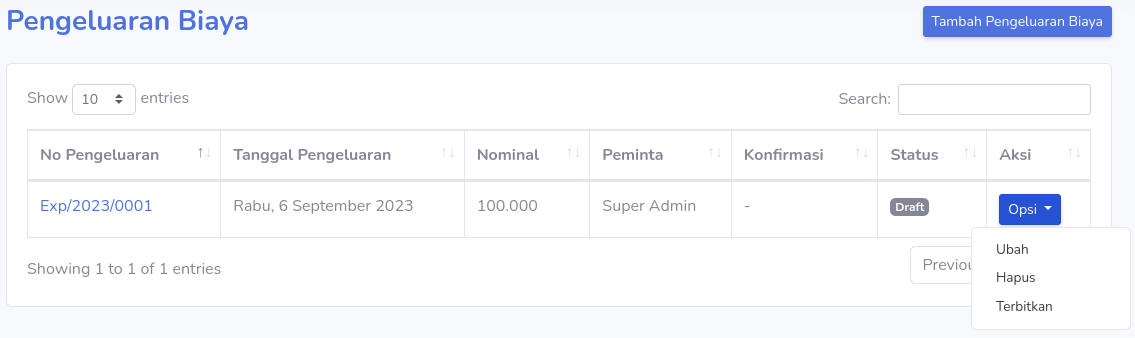 Pengeluaran Biaya
Tambah Pengeluaran Biaya
Show 10 entries
Search:
No Pengeluaran Tanggal Pengeluaran Nominal Peminta Konfirmasi Status Aksi
Exp/2023/0001 Rabu, 6 September 2023 100.000 Super Admin - Draft Opsi
Showing 1 to 1 of 1 entries
Ubah
Hapus
Terbitkan